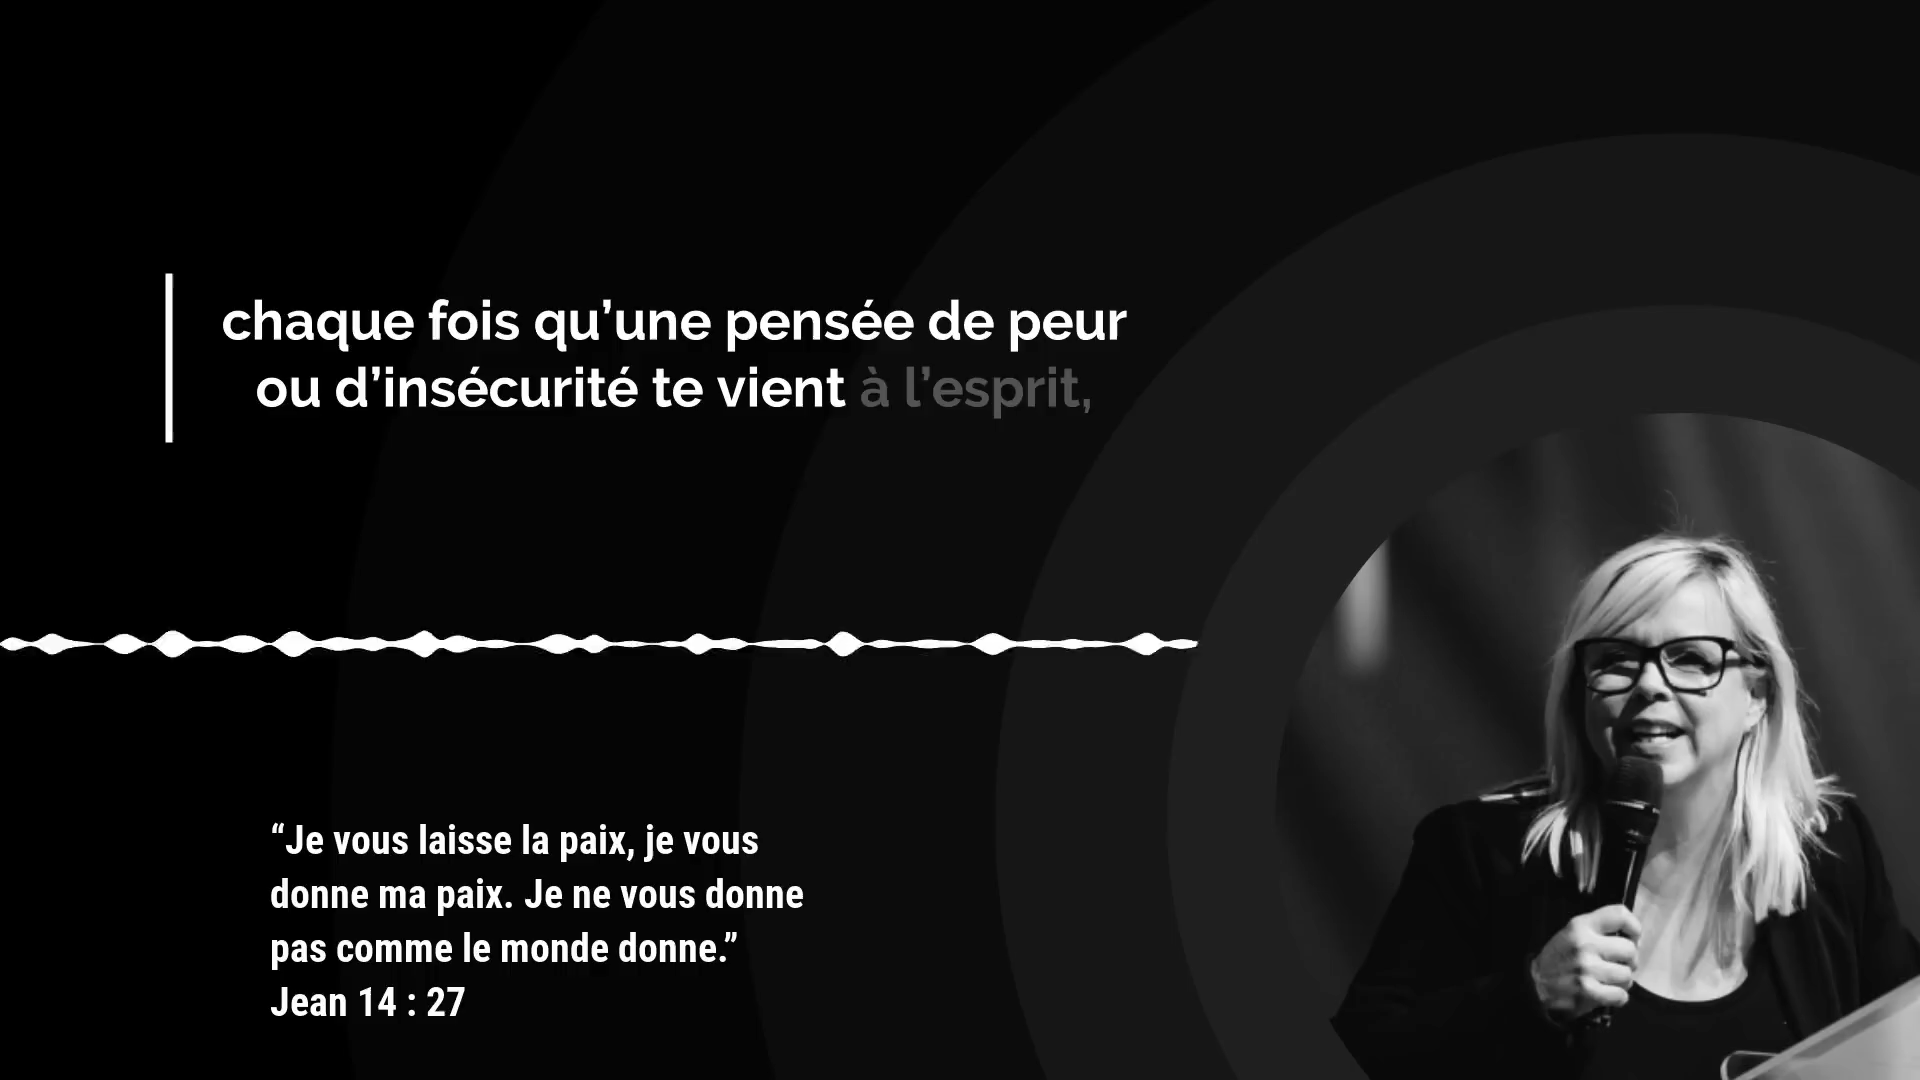 chaque fois qu’une pensée de peur
ou d’insécurité te vient à l’esprit,
“Je vous laisse la paix, je vous
donne ma paix. Je ne vous donne
pas comme le monde donne.”
Jean 14 : 27